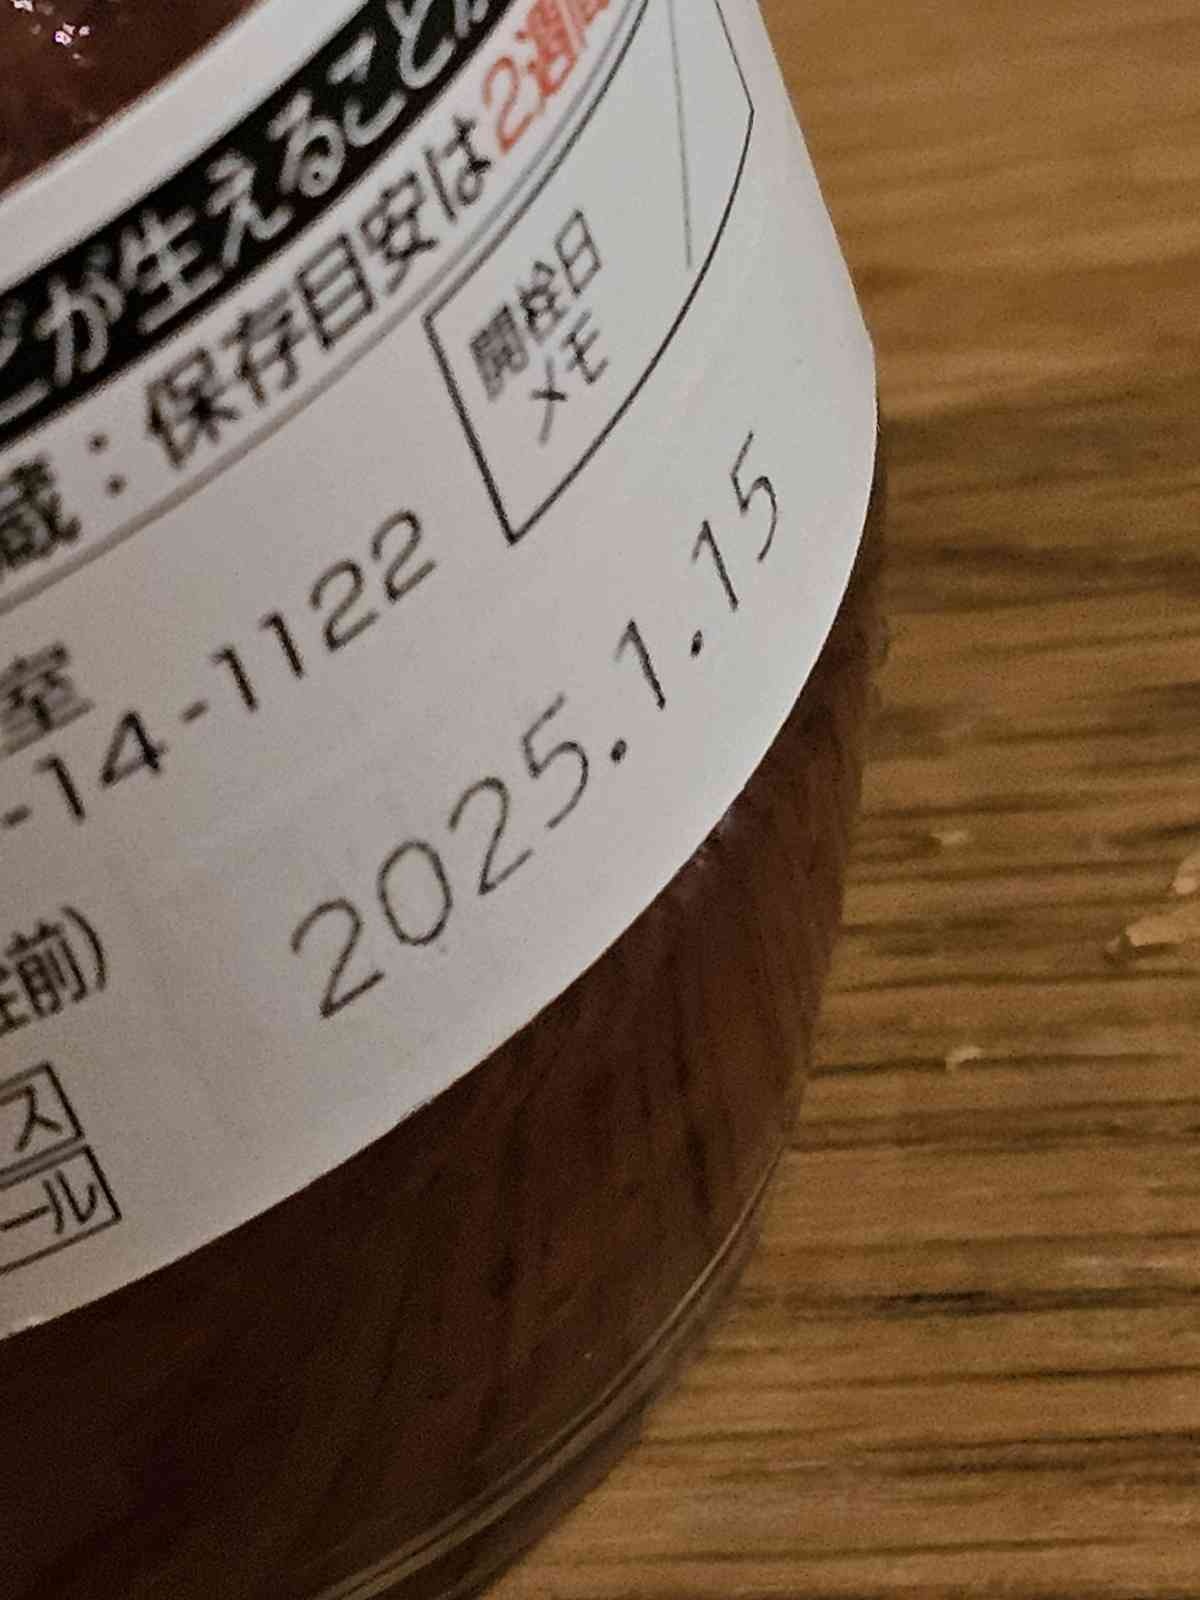 が生えることが
蔵：保存目安は2週間
開栓日
メモ
室
-14-1122
2025.1.15
栓前)
ス
ール